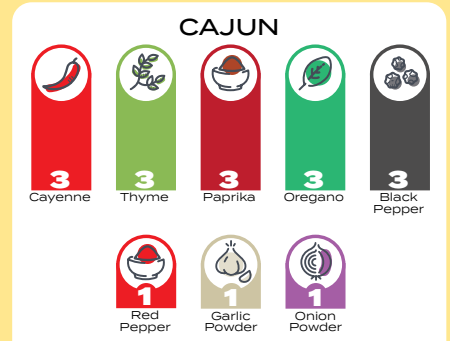 CAJUN
3 3 3 3 3
Cayenne Thyme Paprika Oregano Black
Pepper
1 1 1
Red Garlic Onion
Pepper Powder Powder